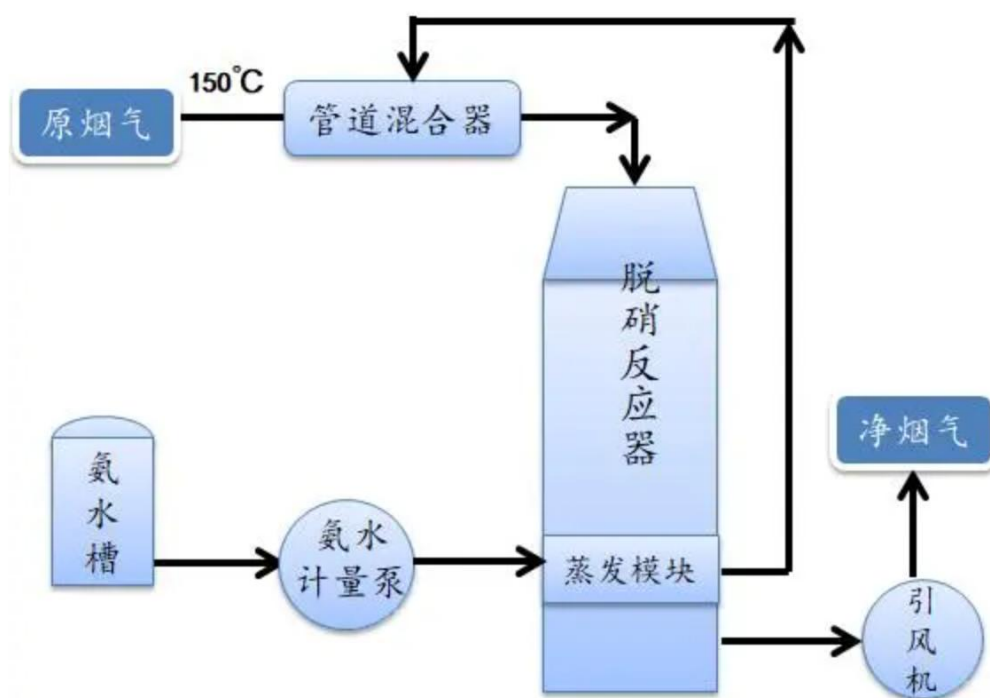 150℃
原烟气
管道混合器
脱硝反应器
净烟气
氨水槽
氨水
计量泵
蒸发模块
引风机